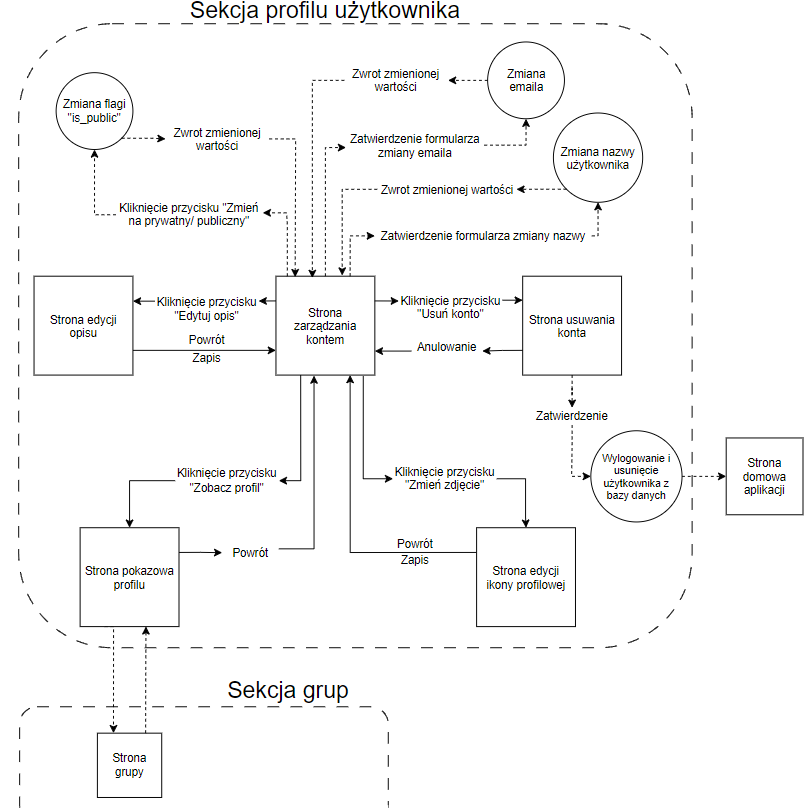 Sekcja profilu użytkownika
Zmiana flagi
"is_public"
Zwrot zmienionej
wartości
Kliknięcie przycisku "Zmień
na prywatny/ publiczny"
Zwrot zmienionej
wartości
Zmiana
emaila
Zatwierdzenie formularza
zmiany emaila
Zmiana nazwy
użytkownika
Zwrot zmienionej wartości
Zatwierdzenie formularza zmiany nazwy
Strona edycji
opisu
Kliknięcie przycisku
"Edytuj opis"
Powrót
Zapis
Strona
zarządzania
kontem
Kliknięcie przycisku
"Usuń konto"
Anulowanie
Strona usuwania
konta
Zatwierdzenie
Wylogowanie i
usunięcie
użytkownika z
bazy danych
Strona
domowa
aplikacji
Kliknięcie przycisku
"Zobacz profil"
Kliknięcie przycisku
"Zmień zdjęcie"
Strona pokazowa
profilu
Powrót
Powrót
Zapis
Strona edycji
ikony profilowej
Sekcja grup
Strona
grupy